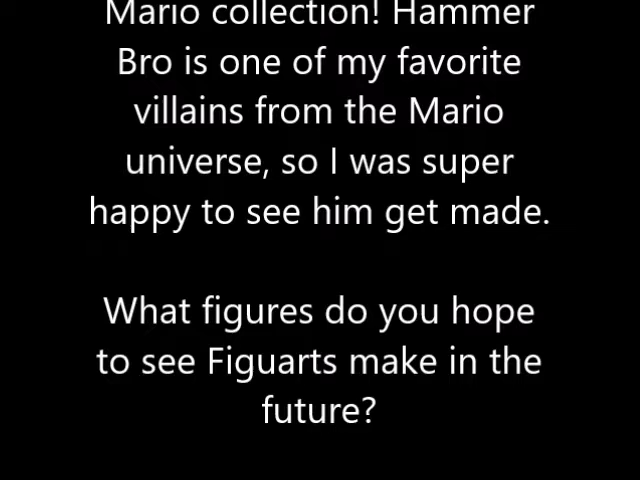 Mario collection! Hammer
Bro is one of my favorite
villains from the Mario
universe, so I was super
happy to see him get made.
What figures do you hope
to see Figuarts make in the
future?